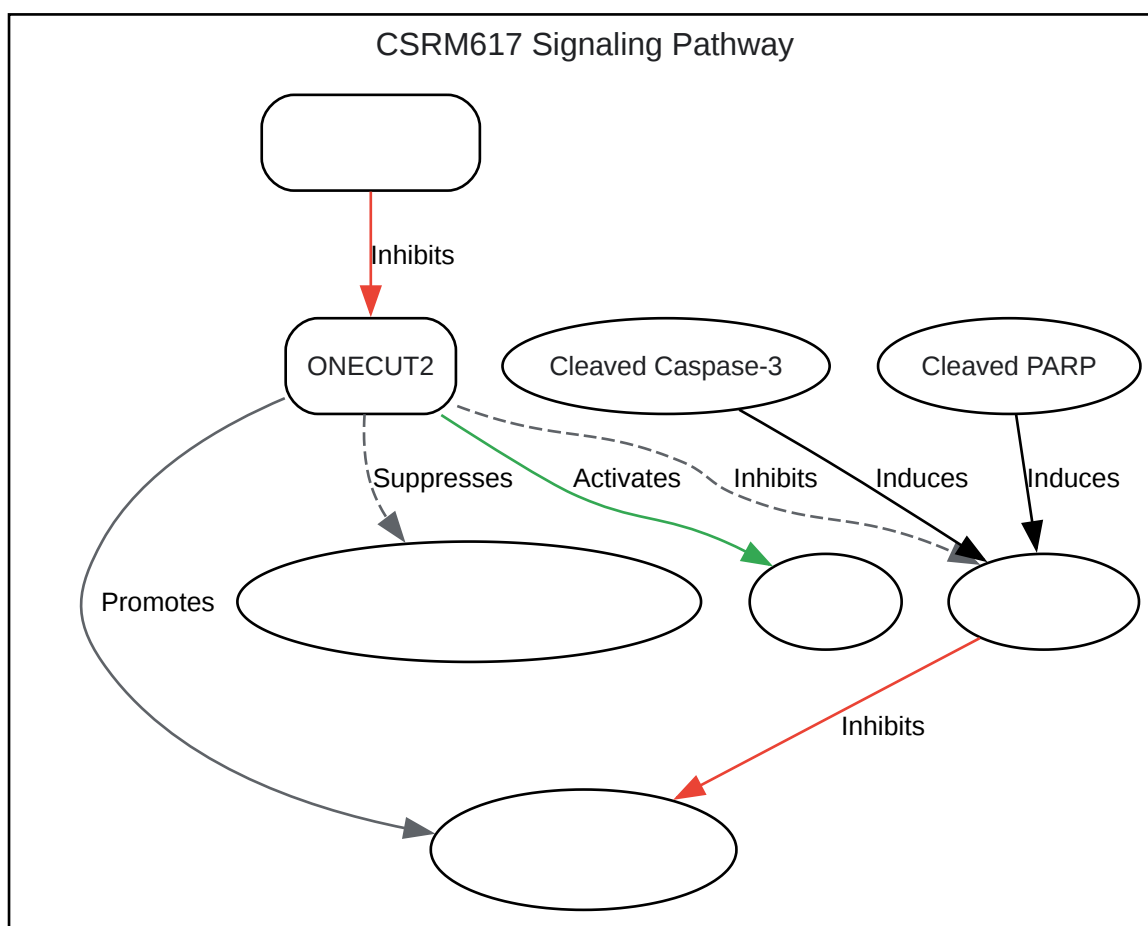 CSRM617 Signaling Pathway
Inhibits
ONECUT2
Cleaved Caspase-3
Cleaved PARP
Suppresses
Activates
Inhibits
Induces
Induces
Promotes
Inhibits